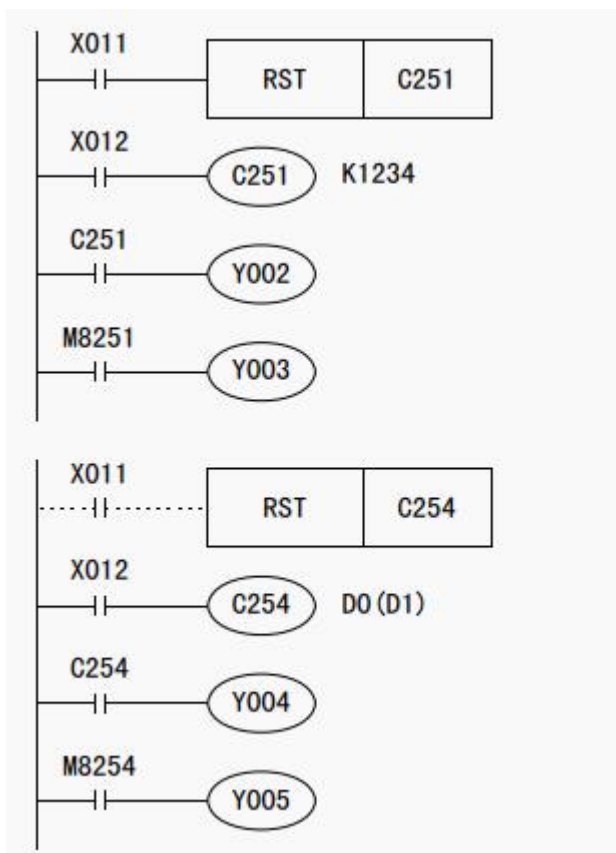 X011
RST C251
X012
C251 K1234
C251
Y002
M8251
Y003
X011
RST C254
X012
C254 D0(D1)
C254
Y004
M8254
Y005